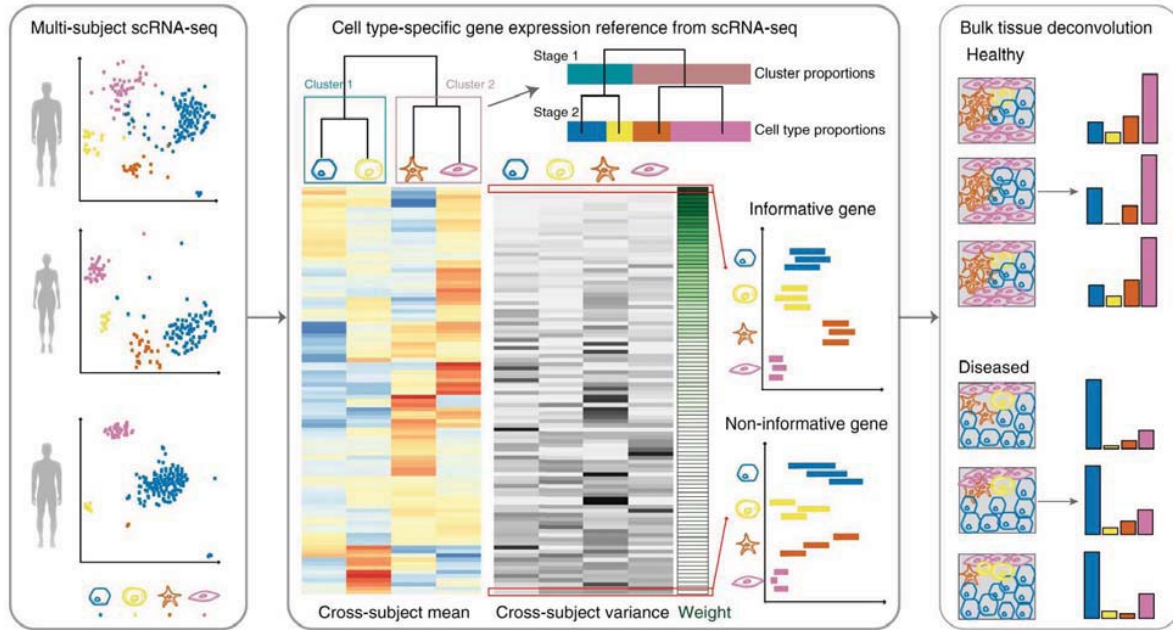 Multi-subject scRNA-seq
Cell type-specific gene expression reference from scRNA-seq
Stage 1
Cluster 1
Cluster 2
Cluster proportions
Stage 2
Cell type proportions
Informative gene
Non-informative gene
Cross-subject mean
Cross-subject variance
Weight
Bulk tissue deconvolution
Healthy
Diseased